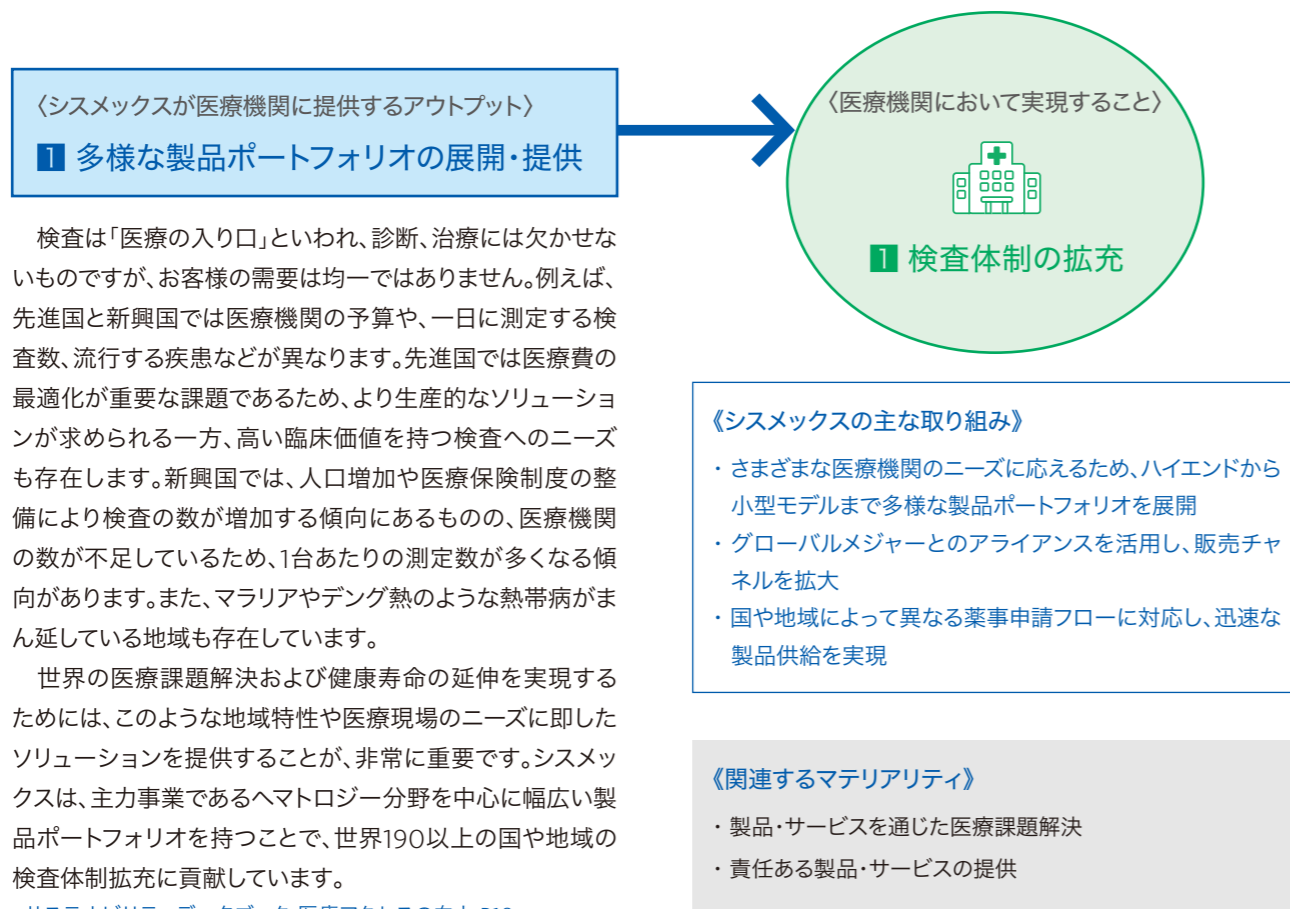 〈システメックスが医療機関に提供するアウトプット〉
1 多様な製品ポートフォリオの展開・提供
〈医療機関において実現すること〉
1 検査体制の拡充
　検査は「医療の入り口」といわれ、診断、治療には欠かせな
いものですが、お客様の需要は均一ではありません。例えば、
先進国と新興国では医療機関の予算や、一日に測定する検
査数、流行する疾患などが異なります。先進国では医療費の
最適化が重要な課題であるため、より生産的なソリューショ
ンが求められる一方、高い臨床価値を持つ検査へのニーズ
も存在します。新興国では、人口増加や医療保険制度の整
備により検査の数が増加する傾向にあるものの、医療機関
の数が不足しているため、1台あたりの測定数が多くなる傾
向があります。また、マラリアやデング熱のような熱帯病がま
ん延している地域も存在しています。
　世界の医療課題解決および健康寿命の延伸を実現する
ためには、このような地域特性や医療現場のニーズに即した
ソリューションを提供することが、非常に重要です。シスメッ
クスは、主力事業であるヘマトロジー分野を中心に幅広い製
品ポートフォリオを持つことで、世界190以上の国や地域の
検査体制拡充に貢献しています。
《シスメックスの主な取り組み》
・さまざまな医療機関のニーズに応えるため、ハイエンドから
小型モデルまで多様な製品ポートフォリオを展開
・グローバルメジャーとのアライアンスを活用し、販売チャ
ネルを拡大
・国や地域によって異なる薬事申請フローに対応し、迅速な
製品供給を実現
《関連するマテリアリティ》
・製品・サービスを通じた医療課題解決
・責任ある製品・サービスの提供